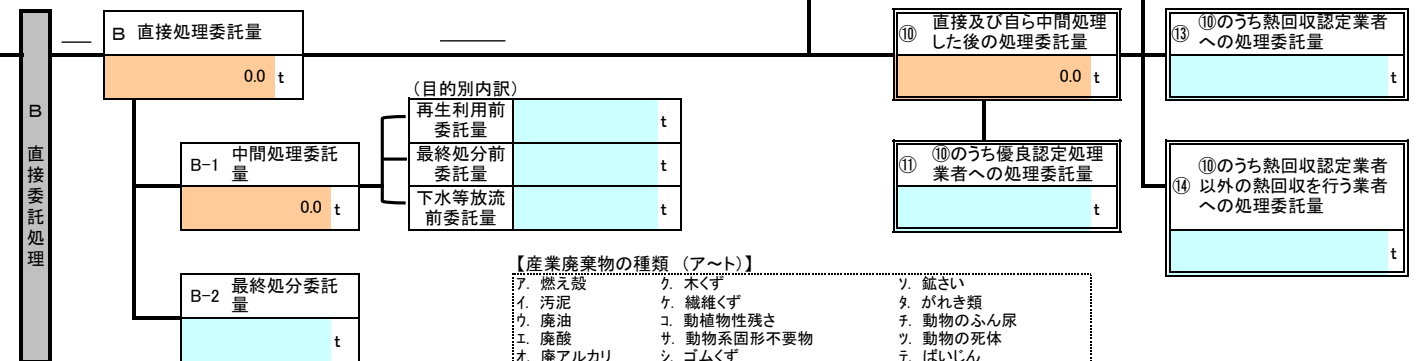 B 直接委託処理
B 直接処理委託量
0.0 t
B-1 中間処理委託
量
0.0 t
B-2 最終処分委託
量
t
(目的別内訳)
再生利用前
委託量
t
最終処分前
委託量
t
下水等放流
前委託量
t
⑩ 直接及び自ら中間処理
した後の処理委託量
0.0 t
⑪ ⑩のうち優良認定処理
業者への処理委託量
t
⑬ ⑩のうち熱回収認定業者
への処理委託量
t
⑭ ⑩のうち熱回収認定業者
以外の熱回収を行う業者
への処理委託量
t
【産業廃棄物の種類 (ア~ト)】
ア. 燃え殻
イ. 汚泥
ウ. 廃油
エ. 廃酸
オ. 廃アルカリ
ク. 木くず
ケ. 繊維くず
コ. 動植物性残さ
サ. 動物系固形不要物
シ. ゴムくず
ソ. 鉱さい
タ. がれき類
チ. 動物のふん尿
ツ. 動物の死体
テ. ばいじん